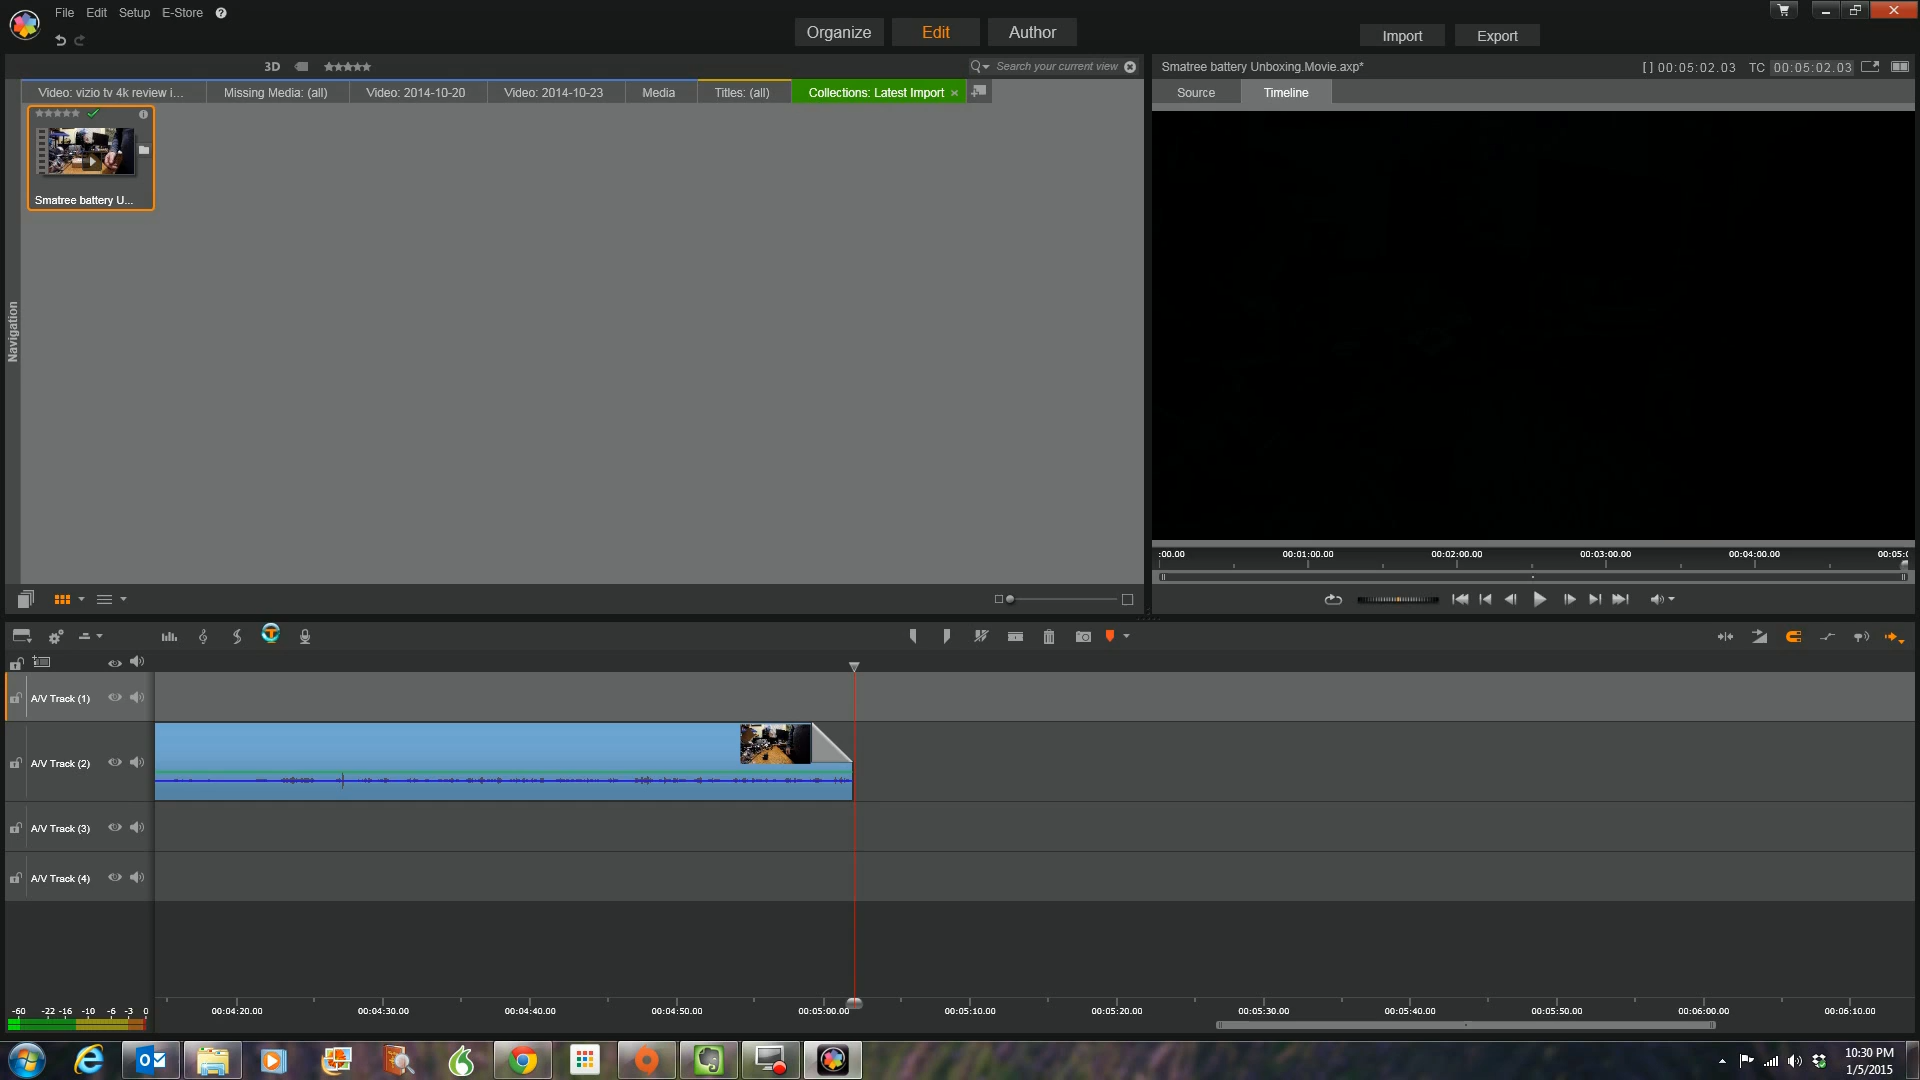 File Edit Setup E-Store ?
Organize Edit Author
Import Export
3D
Search your current view
Smatree battery Unboxing.Movie.axp*
[ ] 00:05:02.03 TC 00:05:02.03
Video: vizio tv 4k review i...
Missing Media: (all)
Video: 2014-10-20
Video: 2014-10-23
Media
Titles: (all)
Collections: Latest Import
Source Timeline
Smatree battery U...
Navigation
:00.00 00:01:00.00 00:02:00.00 00:03:00.00 00:04:00.00 00:05:
A/V Track (1)
A/V Track (2)
A/V Track (3)
A/V Track (4)
-60 -22 -16 -10 -6 -3 0
00:04:20.00 00:04:30.00 00:04:40.00 00:04:50.00 00:05:00.00 00:05:10.00 00:05:20.00 00:05:30.00 00:05:40.00 00:05:50.00 00:06:00.00 00:06:10.00
10:30 PM
1/5/2015